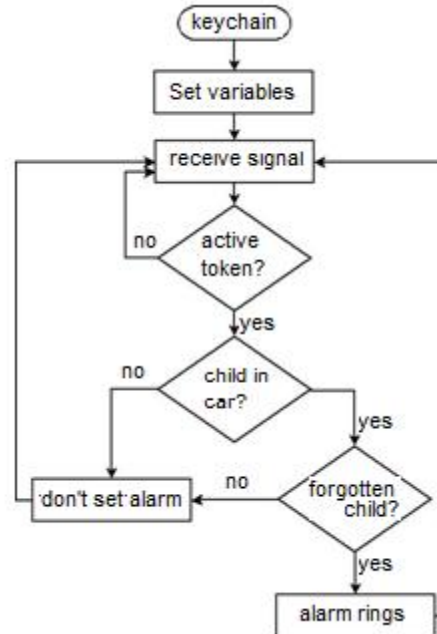 keychain
Set variables
receive signal
no
active
token?
yes
no
child in
car?
yes
don't set alarm
no
forgotten
child?
yes
alarm rings